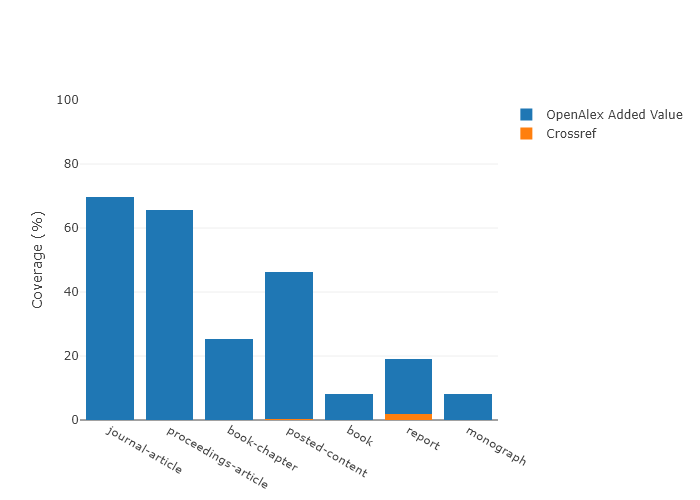 100
80
60
40
20
0
Coverage (%)
journal-article
proceedings-article
book-chapter
posted-content
book
report
monograph
OpenAlex Added Value
Crossref